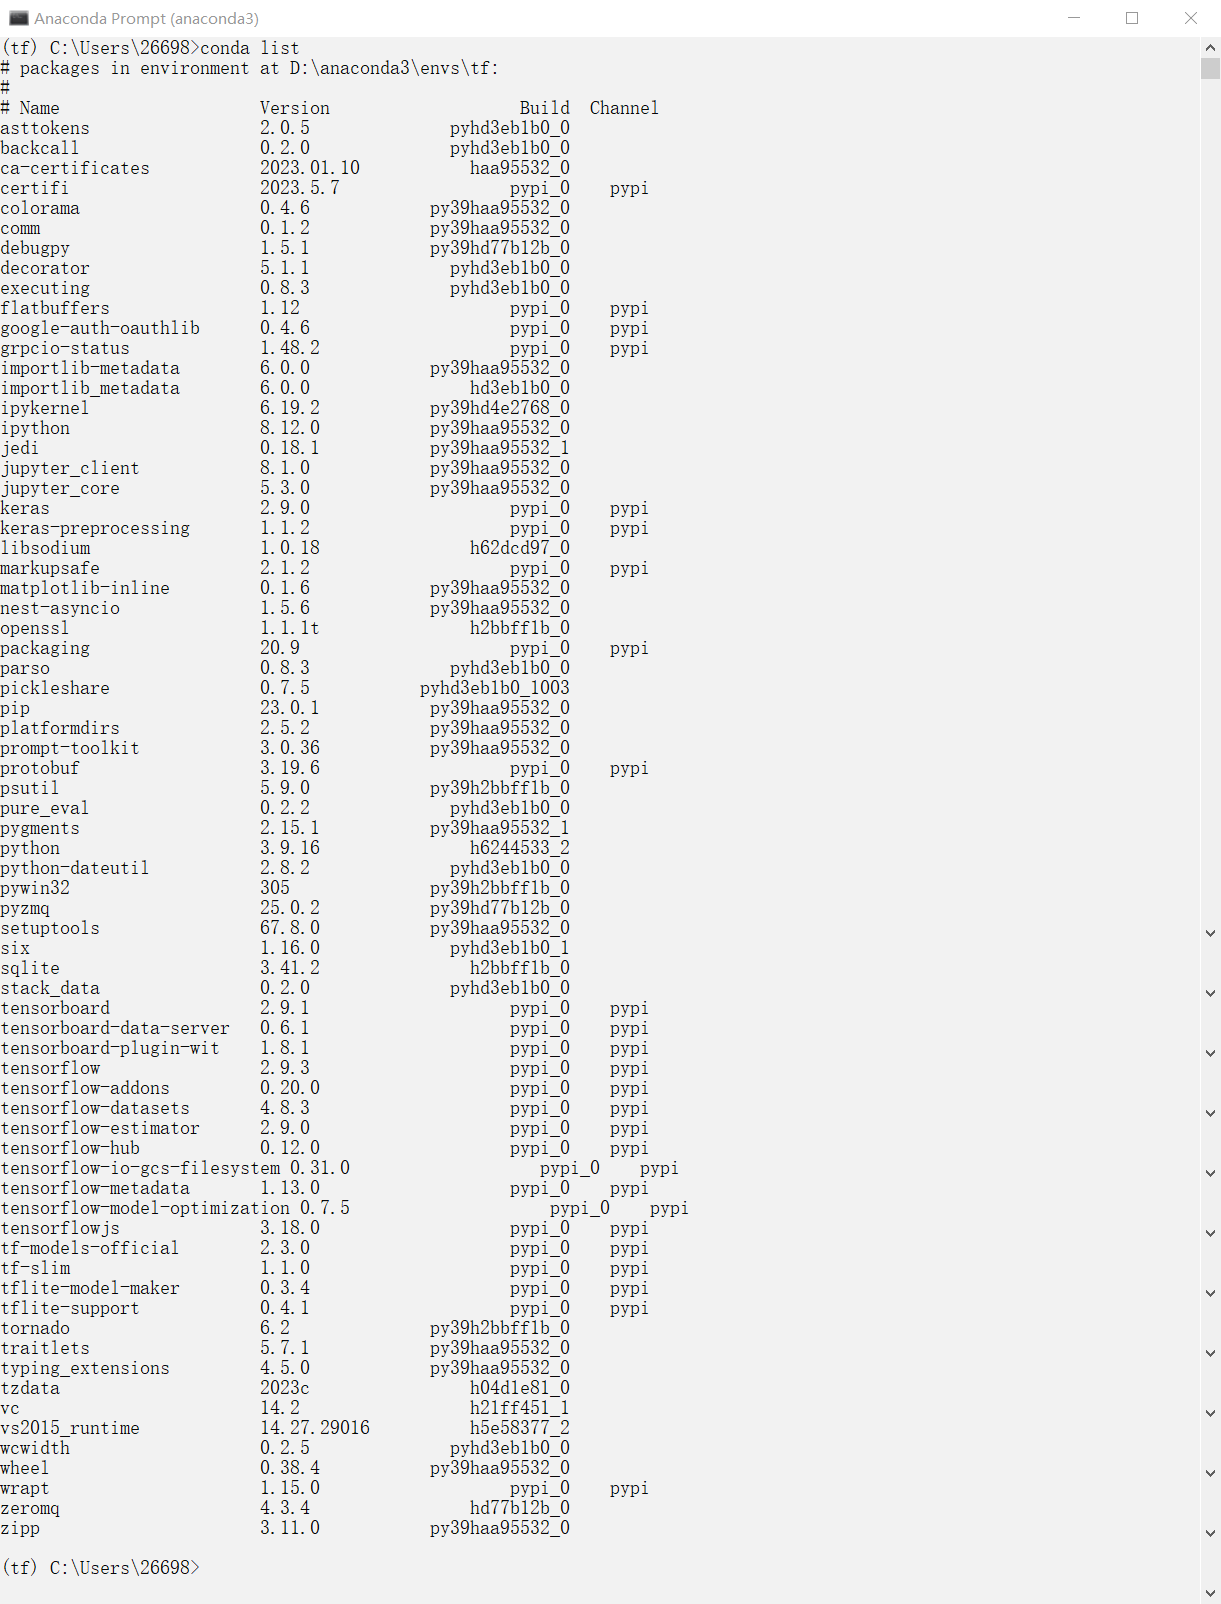 Anaconda Prompt (anaconda3)
(tf) C:\Users\26698>conda list
# packages in environment at D:\anaconda3\envs\tf:
#
# Name                    Version                   Build  Channel
asttokens                 2.0.5              pyhd3eb1b0_0
backcall                  0.2.0              pyhd3eb1b0_0
ca-certificates           2023.01.10           haa95532_0
certifi                   2023.5.7                 pypi_0    pypi
colorama                  0.4.6            py39haa95532_0
comm                      0.1.2            py39haa95532_0
debugpy                   1.5.1            py39hd77b12b_0
decorator                 5.1.1              pyhd3eb1b0_0
executing                 0.8.3              pyhd3eb1b0_0
flatbuffers               1.12                     pypi_0    pypi
google-auth-oauthlib      0.4.6                    pypi_0    pypi
grpcio-status             1.48.2                   pypi_0    pypi
importlib-metadata        6.0.0            py39haa95532_0
importlib_metadata        6.0.0                hd3eb1b0_0
ipykernel                 6.19.2           py39hd4e2768_0
ipython                   8.12.0           py39haa95532_0
jedi                      0.18.1           py39haa95532_1
jupyter_client            8.1.0            py39haa95532_0
jupyter_core              5.3.0            py39haa95532_0
keras                     2.9.0                    pypi_0    pypi
keras-preprocessing       1.1.2                    pypi_0    pypi
libsodium                 1.0.18               h62dcd97_0
markupsafe                2.1.2                    pypi_0    pypi
matplotlib-inline         0.1.6            py39haa95532_0
nest-asyncio              1.5.6            py39haa95532_0
openssl                   1.1.1t               h2bbff1b_0
packaging                 20.9                     pypi_0    pypi
parso                     0.8.3              pyhd3eb1b0_0
pickleshare               0.7.5           pyhd3eb1b0_1003
pip                       23.0.1           py39haa95532_0
platformdirs              2.5.2            py39haa95532_0
prompt-toolkit            3.0.36           py39haa95532_0
protobuf                  3.19.6                   pypi_0    pypi
psutil                    5.9.0            py39h2bbff1b_0
pure_eval                 0.2.2              pyhd3eb1b0_0
pygments                  2.15.1           py39haa95532_1
python                    3.9.16               h6244533_2
python-dateutil           2.8.2              pyhd3eb1b0_0
pywin32                   305              py39h2bbff1b_0
pyzmq                     25.0.2           py39hd77b12b_0
setuptools                67.8.0           py39haa95532_0
six                       1.16.0             pyhd3eb1b0_1
sqlite                    3.41.2               h2bbff1b_0
stack_data                0.2.0              pyhd3eb1b0_0
tensorboard               2.9.1                    pypi_0    pypi
tensorboard-data-server   0.6.1                    pypi_0    pypi
tensorboard-plugin-wit    1.8.1                    pypi_0    pypi
tensorflow                2.9.3                    pypi_0    pypi
tensorflow-addons         0.20.0                   pypi_0    pypi
tensorflow-datasets       4.8.3                    pypi_0    pypi
tensorflow-estimator      2.9.0                    pypi_0    pypi
tensorflow-hub            0.12.0                   pypi_0    pypi
tensorflow-io-gcs-filesystem 0.31.0                   pypi_0    pypi
tensorflow-metadata       1.13.0                   pypi_0    pypi
tensorflow-model-optimization 0.7.5                    pypi_0    pypi
tensorflowjs              3.18.0                   pypi_0    pypi
tf-models-official        2.3.0                    pypi_0    pypi
tf-slim                   1.1.0                    pypi_0    pypi
tflite-model-maker        0.3.4                    pypi_0    pypi
tflite-support            0.4.1                    pypi_0    pypi
tornado                   6.2              py39h2bbff1b_0
traitlets                 5.7.1            py39haa95532_0
typing_extensions         4.5.0            py39haa95532_0
tzdata                    2023c                h04d1e81_0
vc                        14.2                 h21ff451_1
vs2015_runtime            14.27.29016          h5e58377_2
wcwidth                   0.2.5              pyhd3eb1b0_0
wheel                     0.38.4           py39haa95532_0
wrapt                     1.15.0                   pypi_0    pypi
zeromq                    4.3.4                hd77b12b_0
zipp                      3.11.0           py39haa95532_0
(tf) C:\Users\26698>